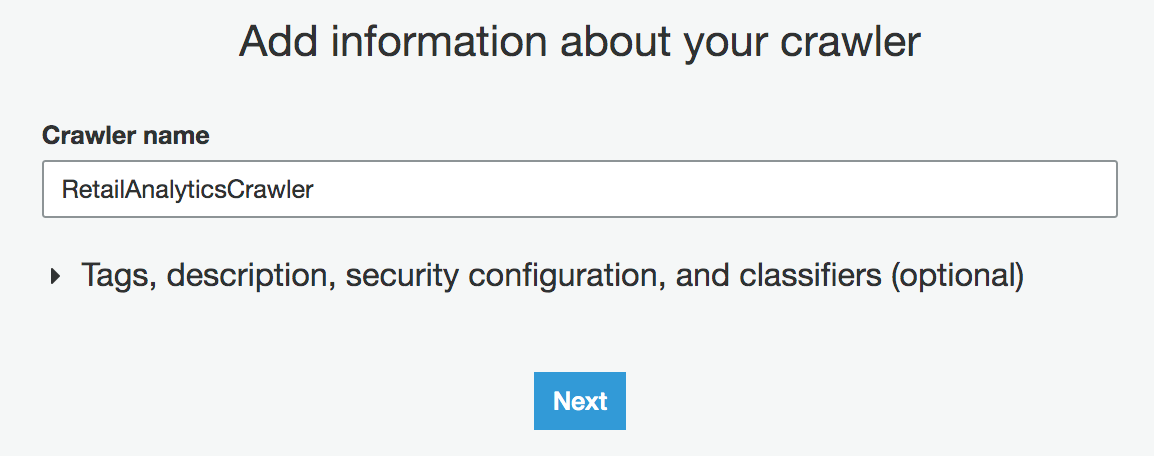 Add information about your crawler
Crawler name
RetailAnalyticsCrawler
Tags, description, security configuration, and classifiers (optional)
Next